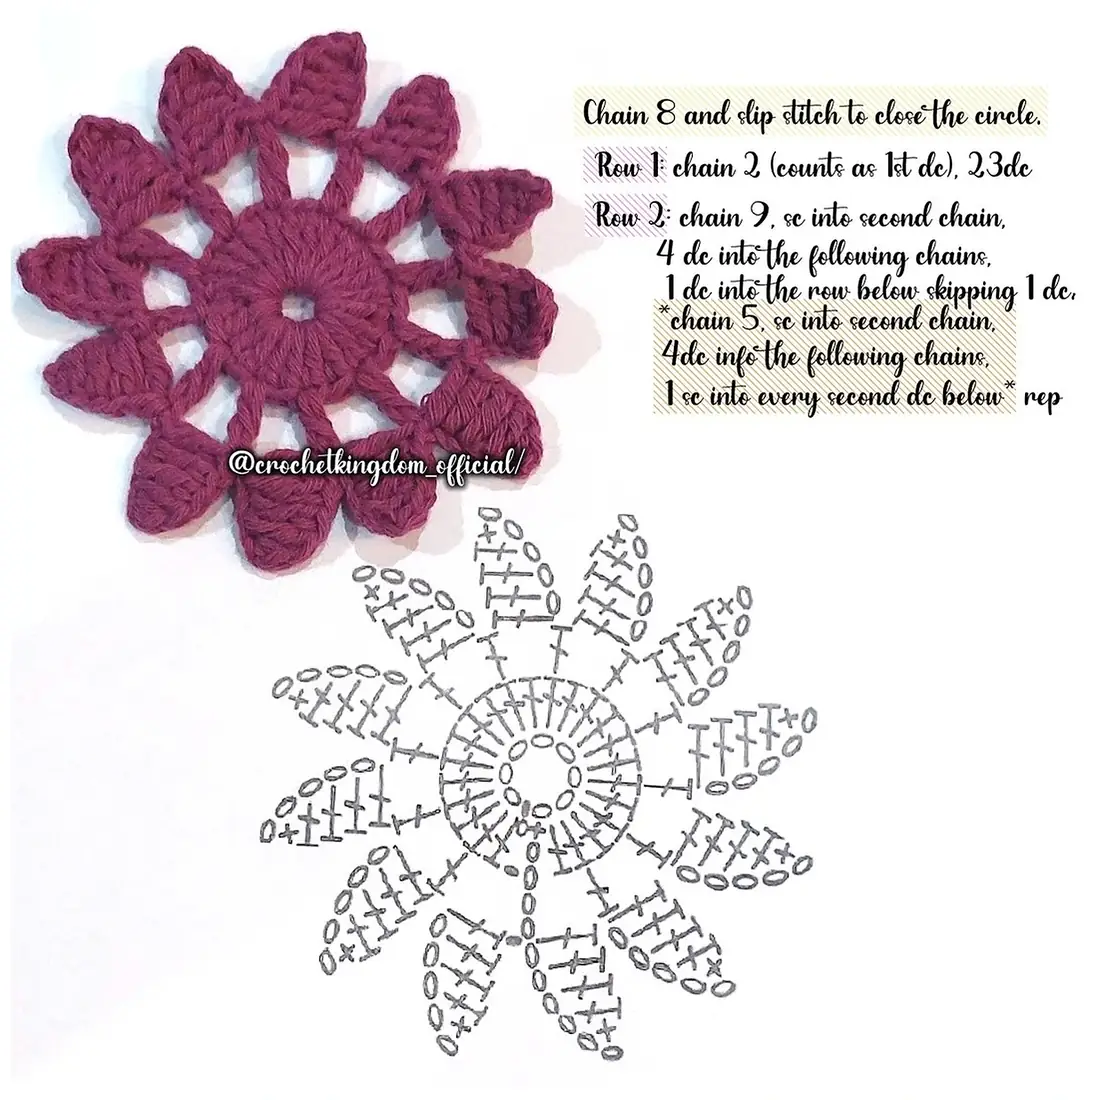 Chain 8 and slip stitch to close the circle.
Row 1: chain 2 (counts as 1st dc), 23dc
Row 2: chain 9, sc into second chain,
4 dc into the following chains,
1 dc into the row below skipping 1 dc.
*chain 5, sc into second chain,
4dc info the following chains,
1 sc into every second dc below* rep
@crochetkingdom_official/